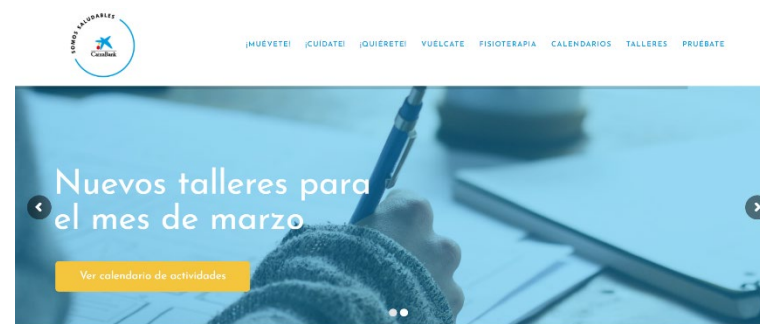 SOMOS SALUDABLES
CaixaBank
¡MUÉVETE! ¡CUÍDATE! ¡QUIÉRETE! VUÉLCATE FISIOTERAPIA CALENDARIOS TALLERES PRUÉBATE
Nuevos talleres para
el mes de marzo
Ver calendario de actividades